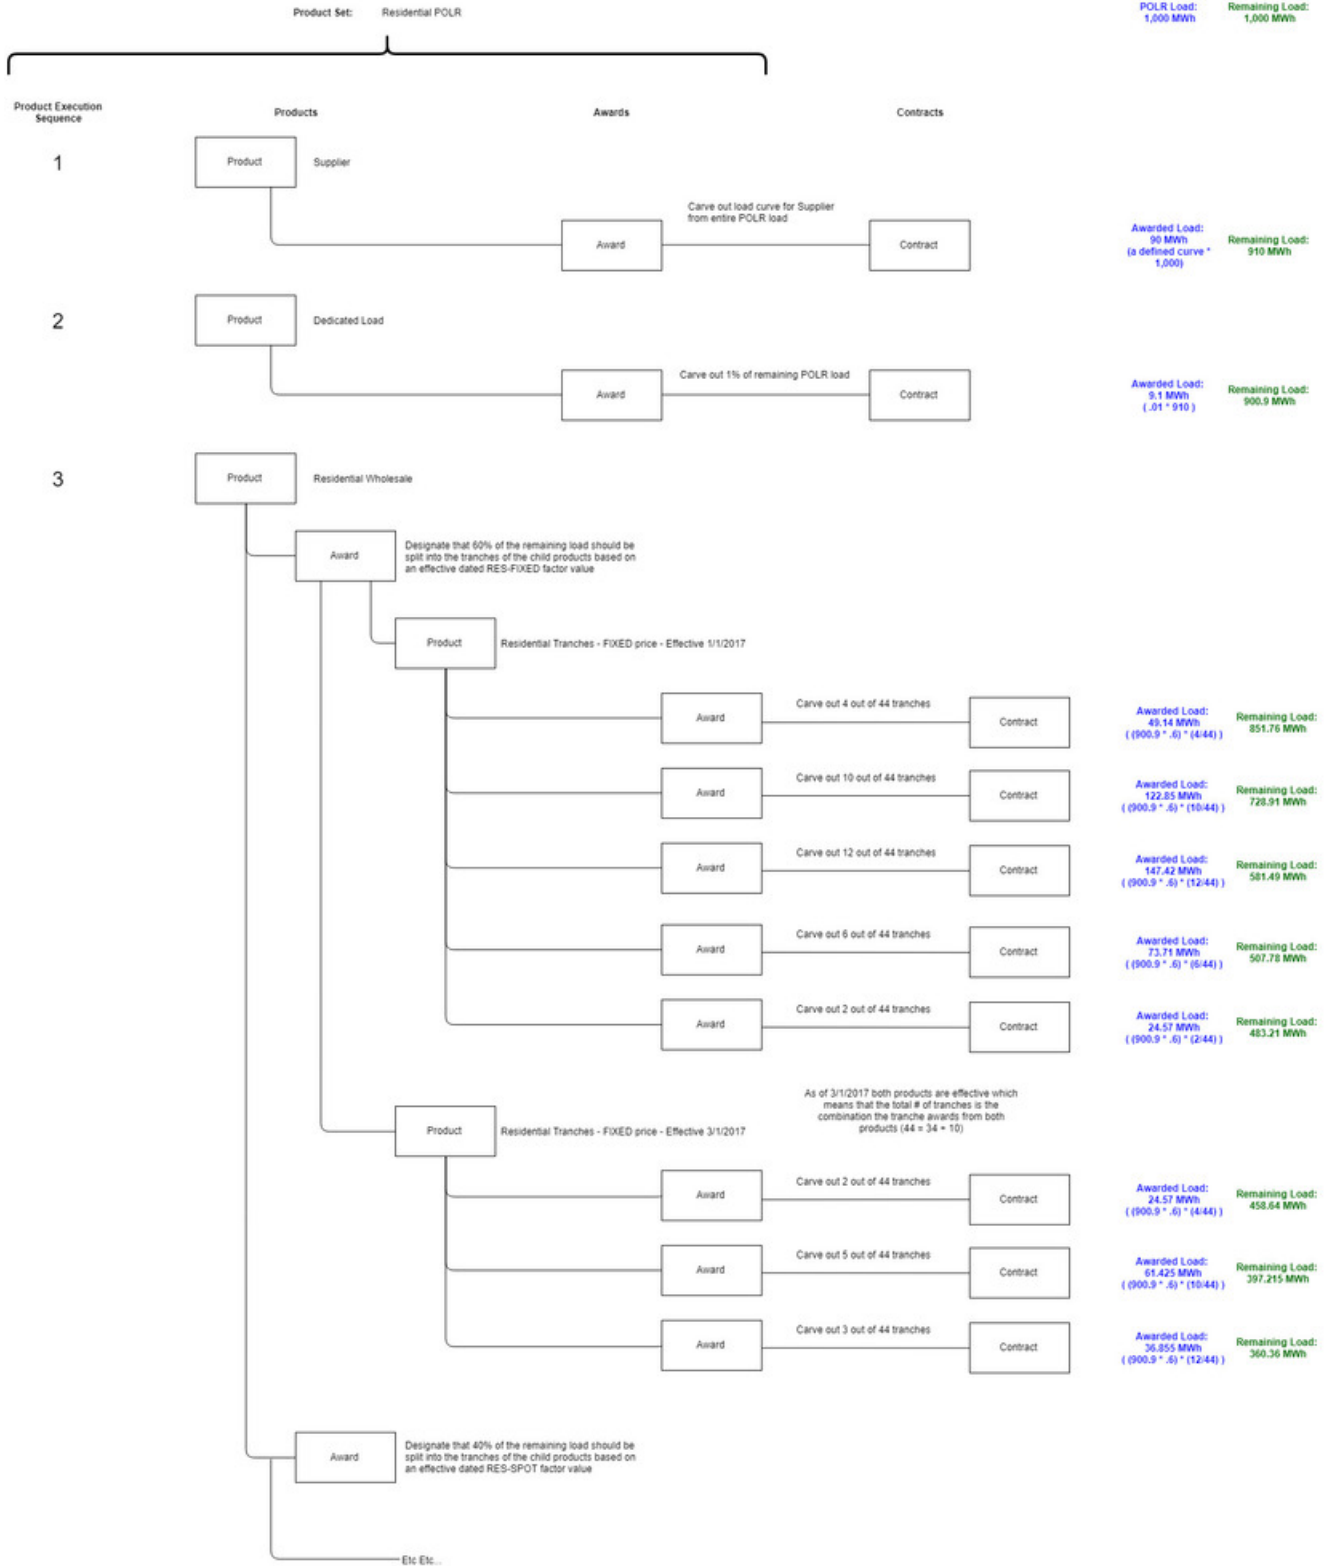 Product Set: Residential POLR
POLR Load:
1,000 MWh
Remaining Load:
1,000 MWh
Product Execution
Sequence
Products
Awards
Contracts
1
Product
Supplier
Carve out load curve for Supplier
from entire POLR load
Award
Contract
Awarded Load:
90 MWh
(a defined curve *
1,000)
Remaining Load:
910 MWh
2
Product
Dedicated Load
Carve out 1% of remaining POLR load
Award
Contract
Awarded Load:
9.1 MWh
( .01 * 910 )
Remaining Load:
900.9 MWh
3
Product
Residential Wholesale
Award
Designate that 60% of the remaining load should be
split into the tranches of the child products based on
an effective dated RES-FIXED factor value
Product
Residential Tranches - FIXED price - Effective 1/1/2017
Award
Carve out 4 out of 44 tranches
Contract
Awarded Load:
49.14 MWh
( (900.9 * .6) * (4/44) )
Remaining Load:
851.76 MWh
Award
Carve out 10 out of 44 tranches
Contract
Awarded Load:
122.85 MWh
( (900.9 * .6) * (10/44) )
Remaining Load:
728.91 MWh
Award
Carve out 12 out of 44 tranches
Contract
Awarded Load:
147.42 MWh
( (900.9 * .6) * (12/44) )
Remaining Load:
581.49 MWh
Award
Carve out 6 out of 44 tranches
Contract
Awarded Load:
73.71 MWh
( (900.9 * .6) * (6/44) )
Remaining Load:
507.78 MWh
Award
Carve out 2 out of 44 tranches
Contract
Awarded Load:
24.57 MWh
( (900.9 * .6) * (2/44) )
Remaining Load:
483.21 MWh
As of 3/1/2017 both products are effective which
means that the total # of tranches is the
combination the tranche awards from both
products (44 = 34 + 10)
Product
Residential Tranches - FIXED price - Effective 3/1/2017
Award
Carve out 2 out of 44 tranches
Contract
Awarded Load:
24.57 MWh
( (900.9 * .6) * (4/44) )
Remaining Load:
458.64 MWh
Award
Carve out 5 out of 44 tranches
Contract
Awarded Load:
61.425 MWh
( (900.9 * .6) * (10/44) )
Remaining Load:
397.215 MWh
Award
Carve out 3 out of 44 tranches
Contract
Awarded Load:
36.855 MWh
( (900.9 * .6) * (12/44) )
Remaining Load:
360.36 MWh
Award
Designate that 40% of the remaining load should be
split into the tranches of the child products based on
an effective dated RES-SPOT factor value
Etc Etc...